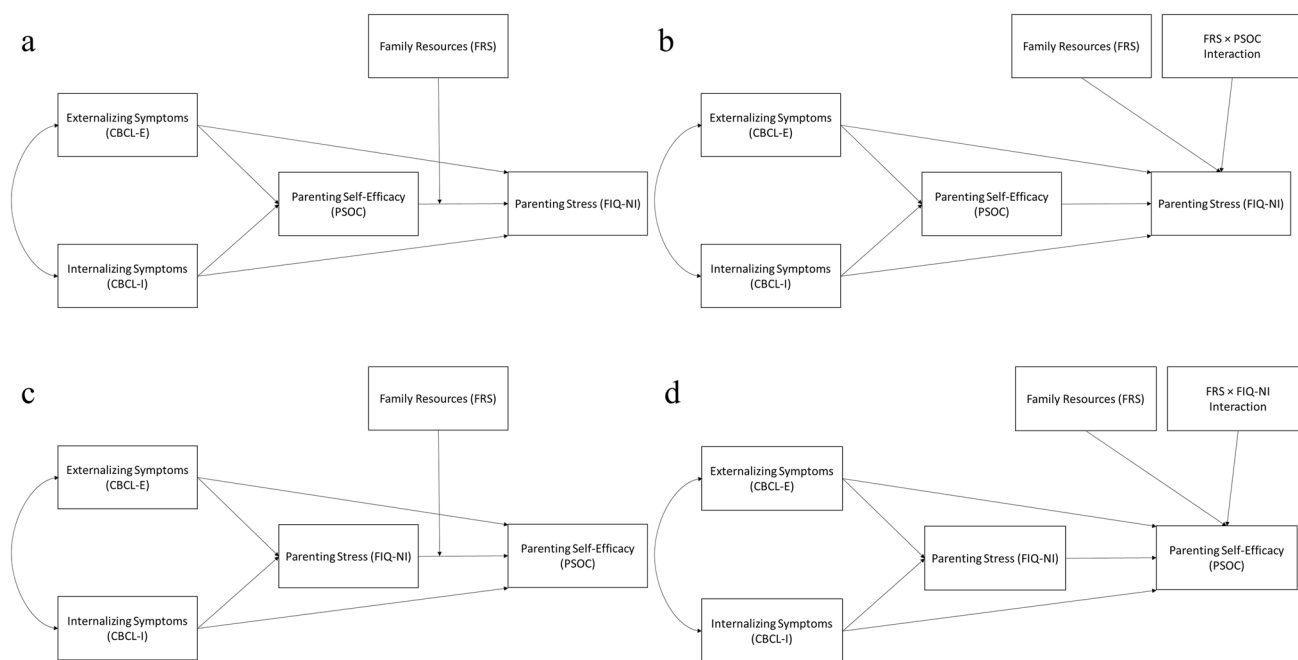 a
Family Resources (FRS)
Externalizing Symptoms
(CBCL-E)
Parenting Self-Efficacy
(PSOC)
Parenting Stress (FIQ-NI)
Internalizing Symptoms
(CBCL-I)
b
Family Resources (FRS)
FRS × PSOC
Interaction
Externalizing Symptoms
(CBCL-E)
Parenting Self-Efficacy
(PSOC)
Parenting Stress (FIQ-NI)
Internalizing Symptoms
(CBCL-I)
c
Family Resources (FRS)
Externalizing Symptoms
(CBCL-E)
Parenting Stress (FIQ-NI)
Parenting Self-Efficacy
(PSOC)
Internalizing Symptoms
(CBCL-I)
d
Family Resources (FRS)
FRS × FIQ-NI
Interaction
Externalizing Symptoms
(CBCL-E)
Parenting Stress (FIQ-NI)
Parenting Self-Efficacy
(PSOC)
Internalizing Symptoms
(CBCL-I)